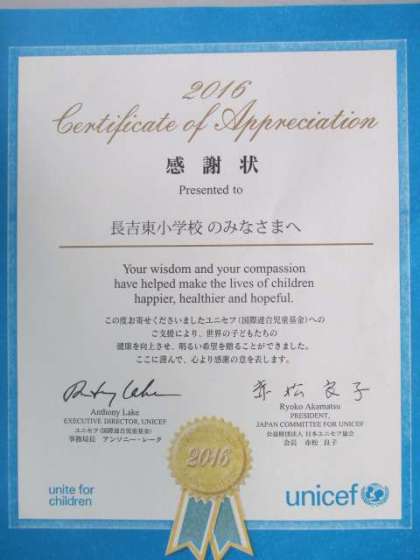 2016
Certificate of Appreciation
感謝状
Presented to
長吉東小学校 のみなさまへ
Your wisdom and your compassion
have helped make the lives of children
happier, healthier and hopeful.
この度お寄せくださいましたユニセフ(国際連合児童基金)への
ご支援により、世界の子どもたちの
健康を向上させ、明るい希望を贈ることができました。
ここに謹んで、心より感謝の意を表します。
Anthony Lake
EXECUTIVE DIRECTOR, UNICEF
ユニセフ(国際連合児童基金)
事務局長 アンソニー・レーク
赤松良子
Ryoko Akamatsu
PRESIDENT,
JAPAN COMMITTEE FOR UNICEF
公益財団法人 日本ユニセフ協会
会長 赤松 良子
2016
unite for
children
unicef